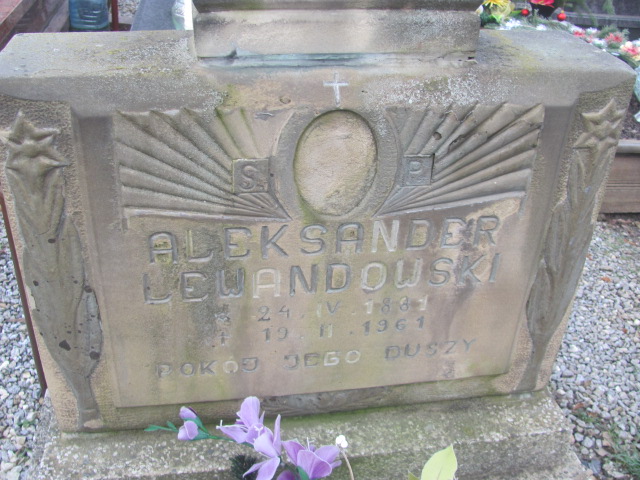 S. P.
ALEKSANDER
LEWANDOWSKI
24. IV. 1881
19. II. 1961
POKÓJ JEGO DUSZY